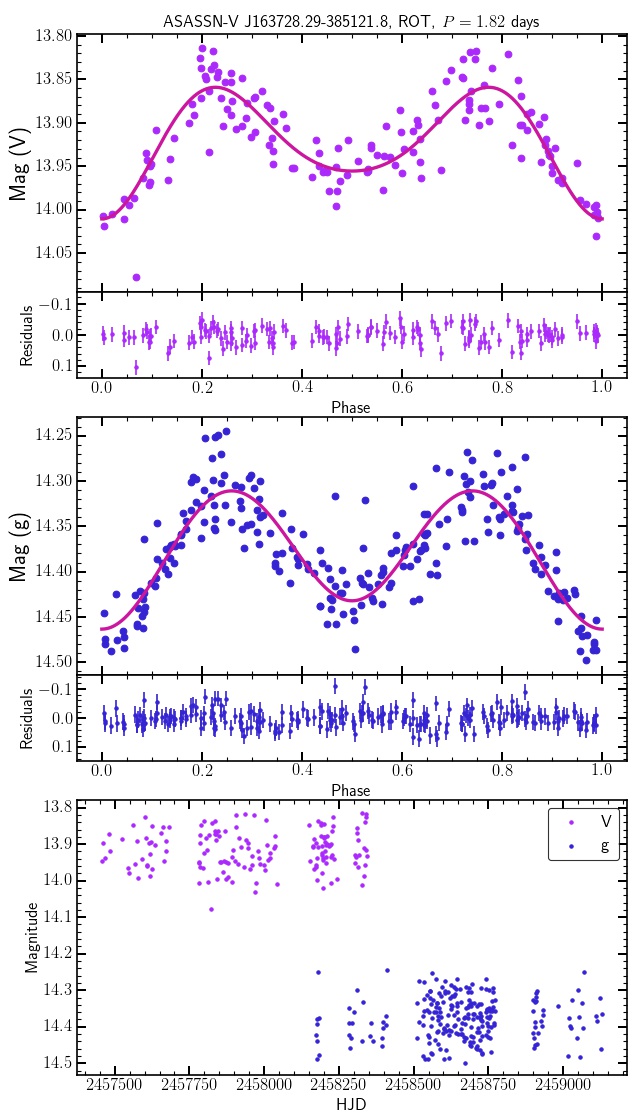 ASASSN-V J163728.29-385121.8, ROT, P = 1.82 days
13.80
13.85
13.90
13.95
14.00
14.05
Mag (V)
−0.1
0.0
0.1
Residuals
0.0 0.2 0.4 0.6 0.8 1.0
Phase
14.25
14.30
14.35
14.40
14.45
14.50
Mag (g)
−0.1
0.0
0.1
Residuals
0.0 0.2 0.4 0.6 0.8 1.0
Phase
13.8
13.9
14.0
14.1
14.2
14.3
14.4
14.5
Magnitude
V
g
2457500 2457750 2458000 2458250 2458500 2458750 2459000
HJD